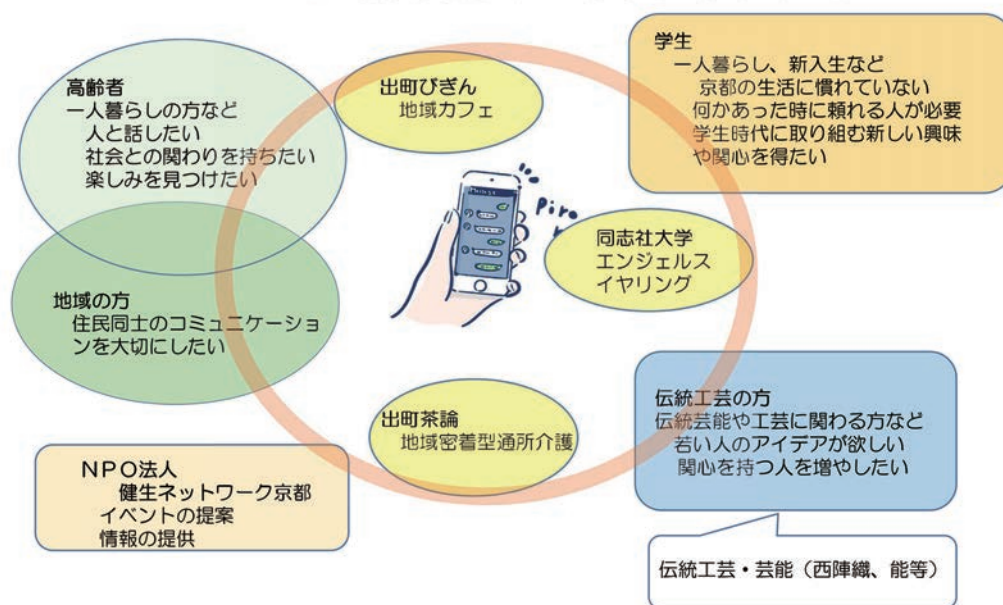 高齢者
一人暮らしの方など
人と話したい
社会との関わりを持ちたい
楽しみを見つけたい
地域の方
住民同士のコミュニケーショ
ンを大切にしたい
出町びぎん
地域カフェ
piro
同志社大学
エンジェルス
イヤリング
出町茶論
地域密着型通所介護
学生
一人暮らし、新入生など
京都の生活に慣れていない
何かあった時に頼れる人が必要
学生時代に取り組む新しい興味
や関心を得たい
伝統工芸の方
伝統芸能や工芸に関わる方など
若い人のアイデアが欲しい
関心を持つ人を増やしたい
伝統工芸・芸能（西陣織、能等）
NPO法人
健生ネットワーク京都
イベントの提案
情報の提供